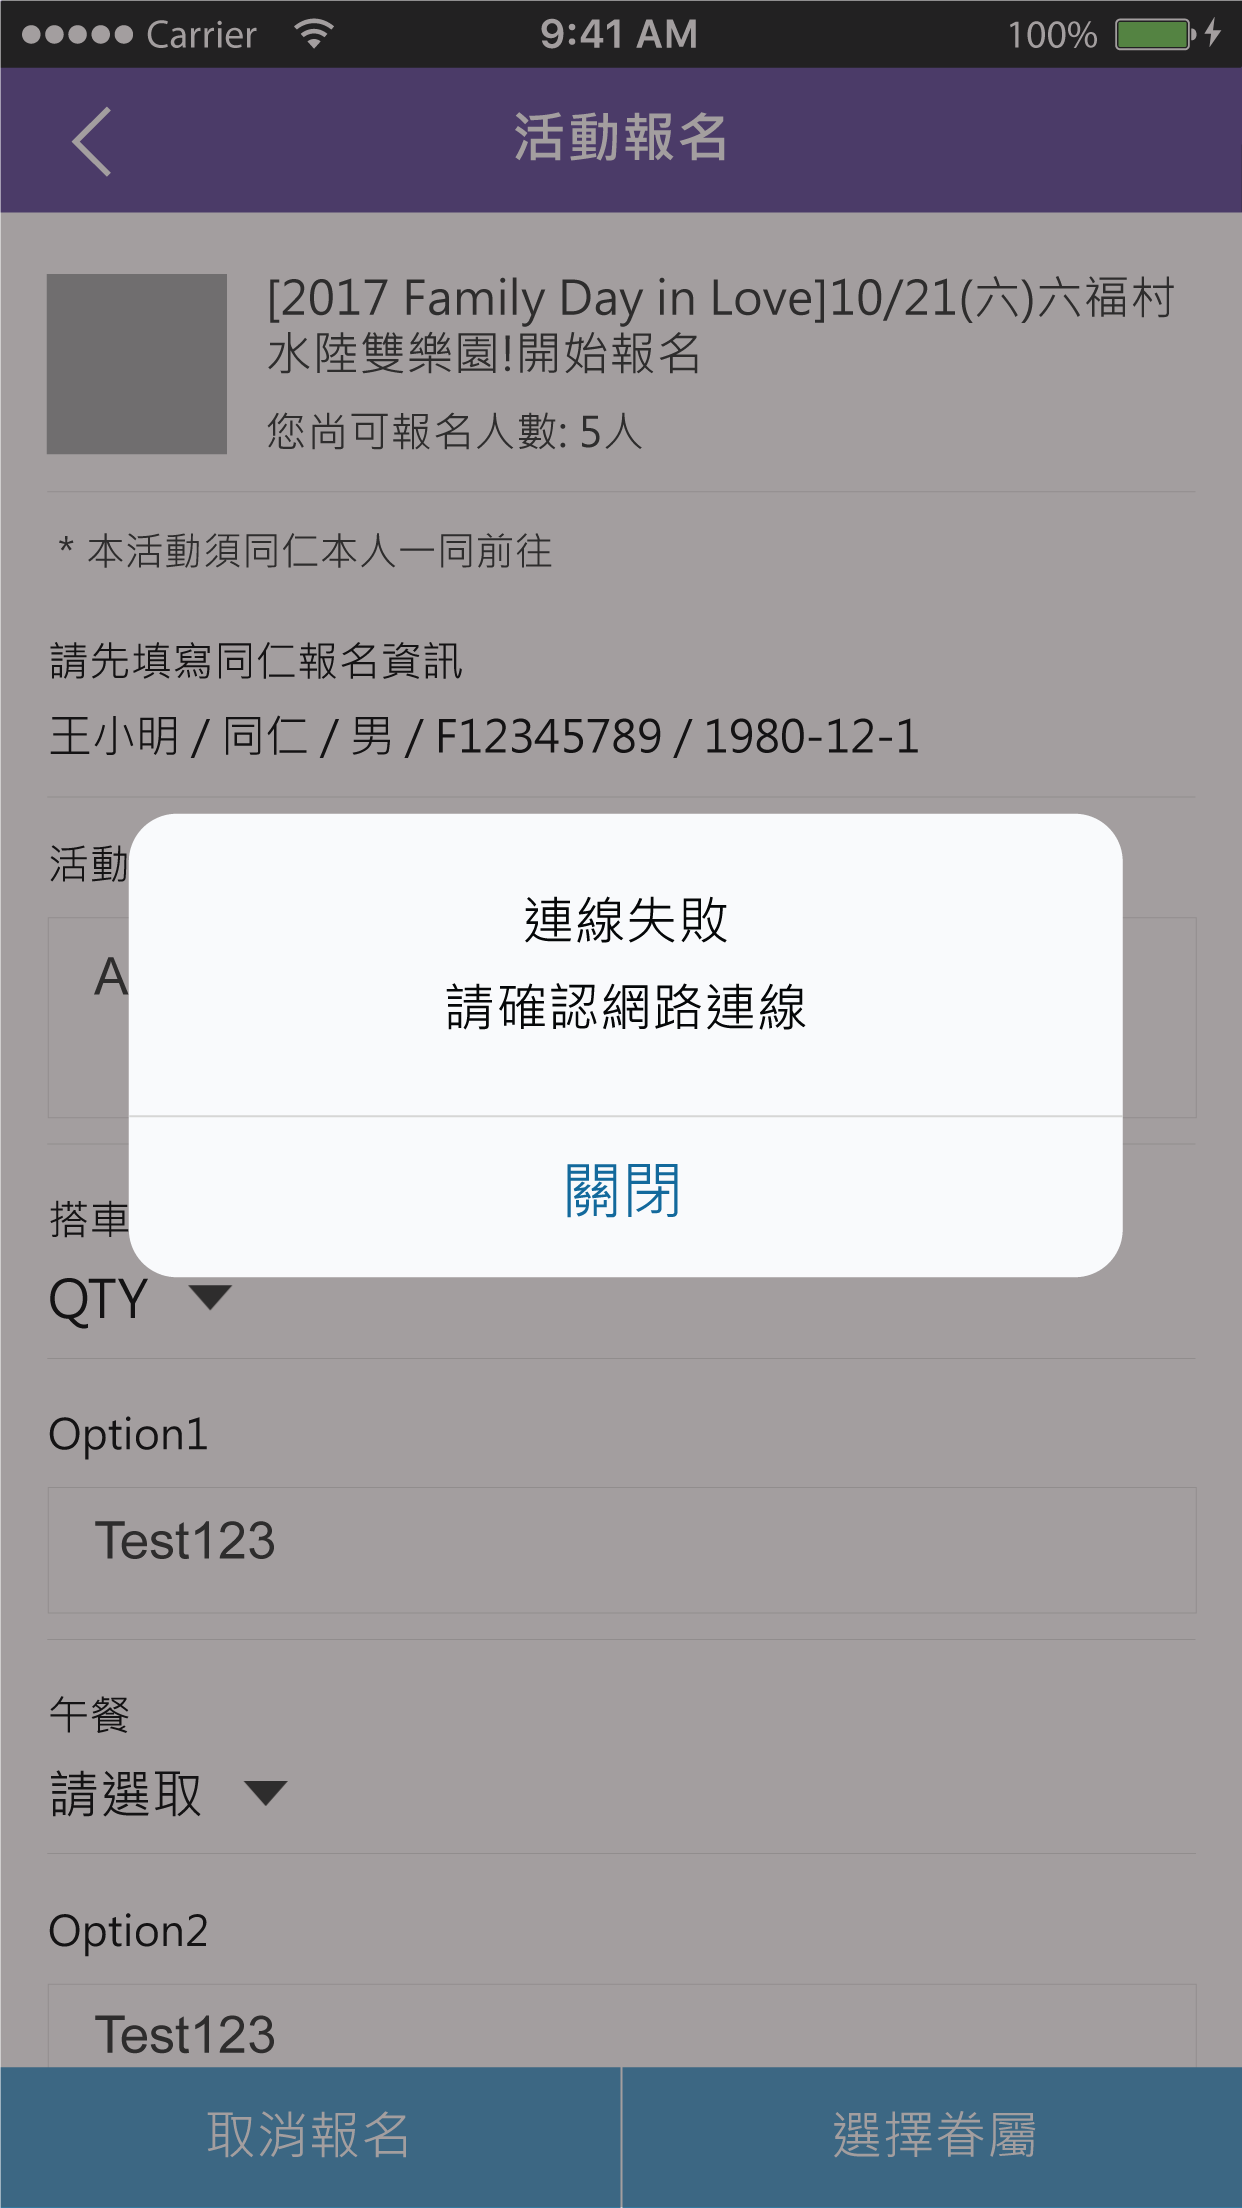 Carrier 9:41 AM 100%
活動報名
[2017 Family Day in Love]10/21(六)六福村
水陸雙樂園!開始報名
您尚可報名人數: 5人
* 本活動須同仁本人一同前往
請先填寫同仁報名資訊
王小明 / 同仁 / 男 / F12345789 / 1980-12-1
活動
A
連線失敗
請確認網路連線
關閉
搭車
QTY
Option1
Test123
午餐
請選取
Option2
Test123
取消報名 選擇眷屬